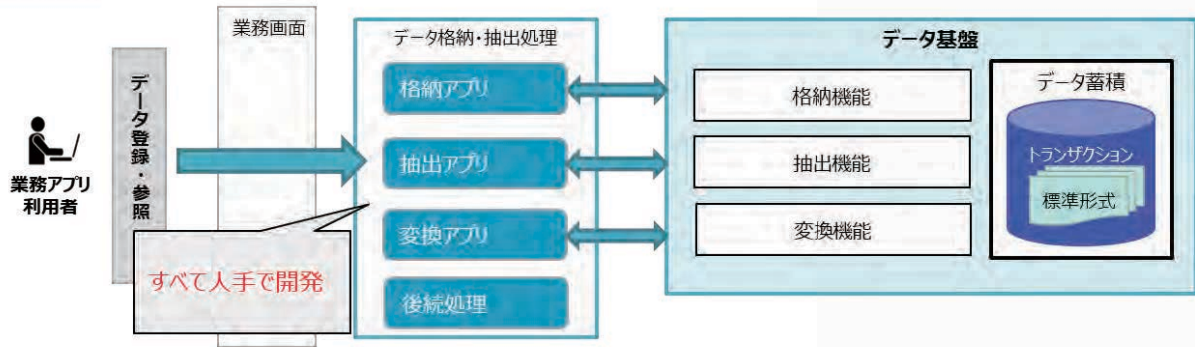 業務アプリ
利用者
データ登録・参照
業務画面
すべて人手で開発
データ格納・抽出処理
格納アプリ
抽出アプリ
変換アプリ
後続処理
データ基盤
格納機能
抽出機能
変換機能
データ蓄積
トランザクション
標準形式